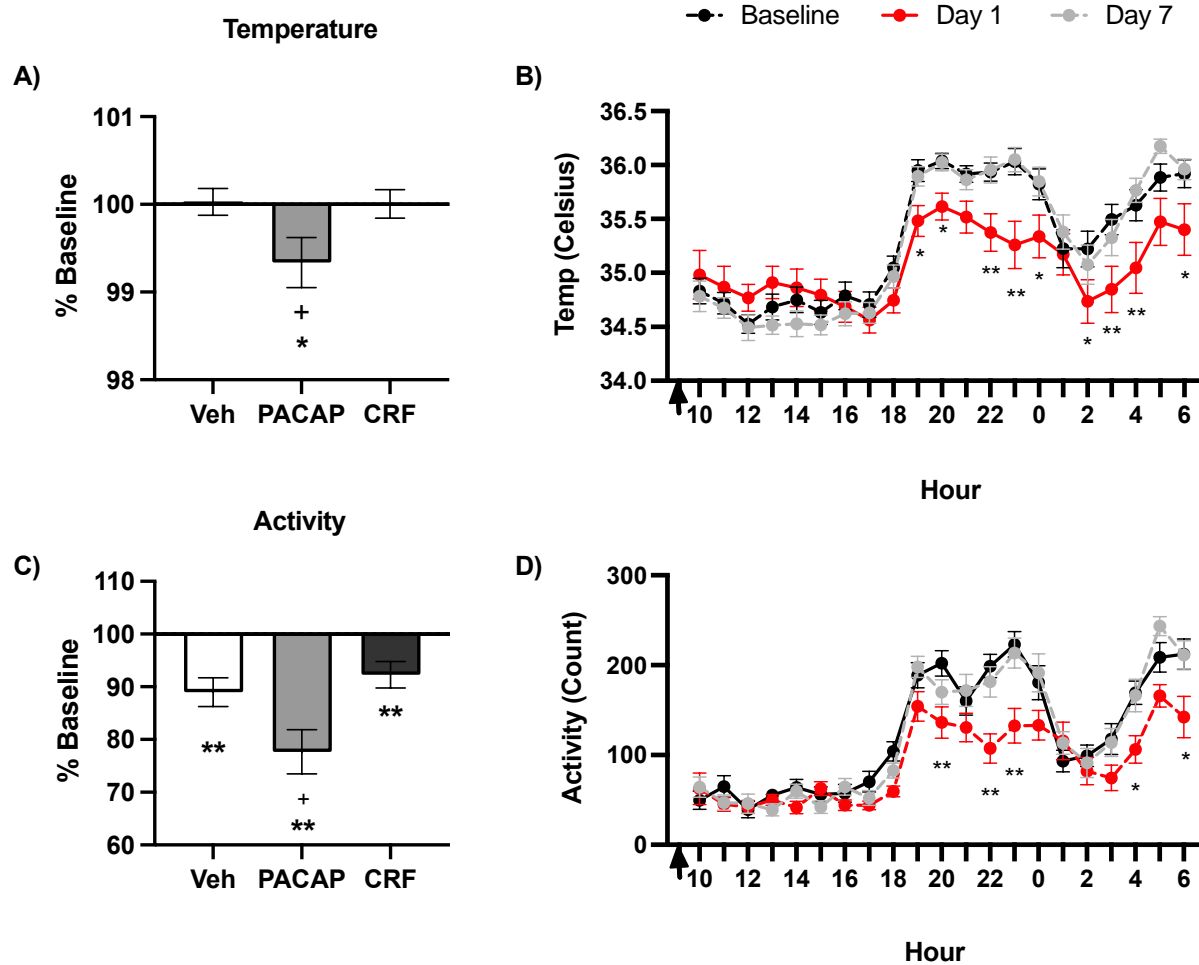 Baseline Day 1 Day 7
Temperature
A)
% Baseline
101
100
99
98
+
*
Veh PACAP CRF
B)
Temp (Celsius)
36.5
36.0
35.5
35.0
34.5
34.0
* * ** ** * * ** ** *
10 12 14 16 18 20 22 0 2 4 6
Hour
Activity
C)
% Baseline
110
100
90
80
70
60
** + ** **
Veh PACAP CRF
D)
Activity (Count)
300
200
100
0
** ** ** * *
10 12 14 16 18 20 22 0 2 4 6
Hour